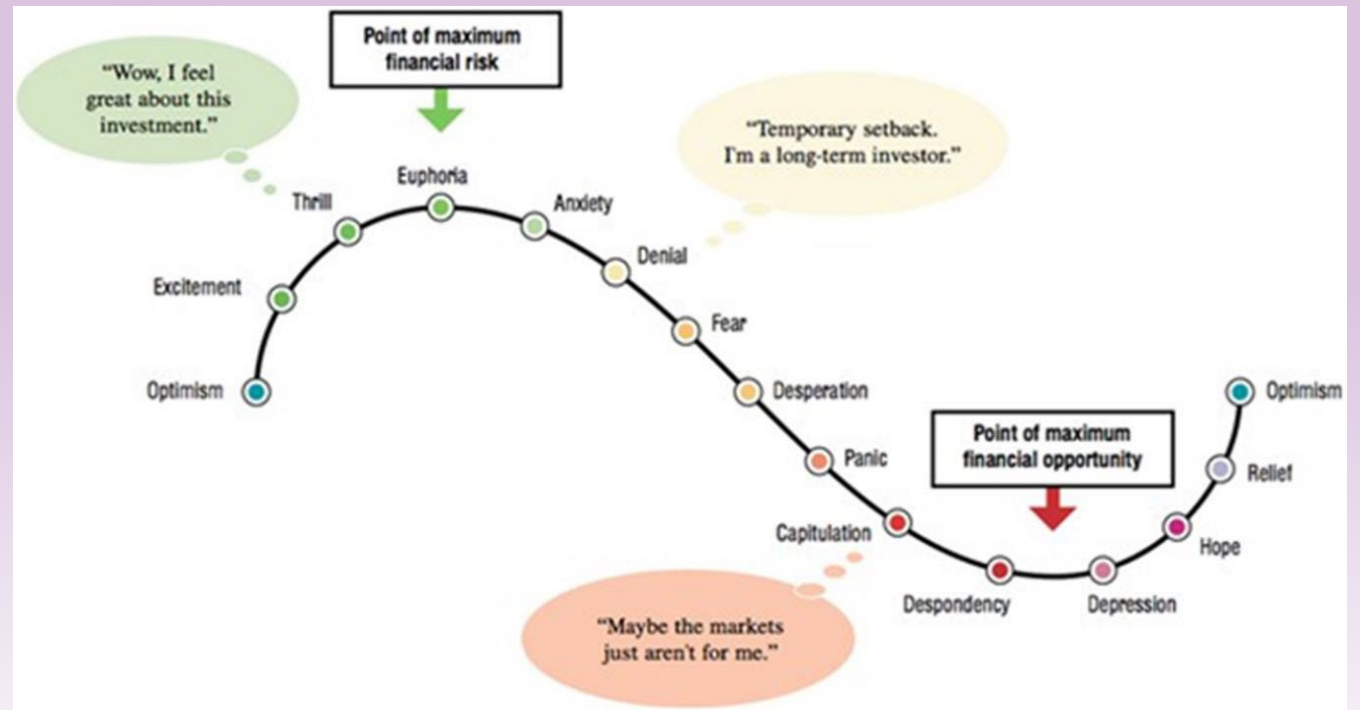 Point of maximum
financial risk
“Wow, I feel
great about this
investment.”
“Temporary setback.
I'm a long-term investor.”
Euphoria
Thrill
Anxiety
Denial
Excitement
Fear
Optimism
Desperation
Optimism
Point of maximum
financial opportunity
Panic
Relief
Capitulation
Hope
Despondency
Depression
“Maybe the markets
just aren't for me.”